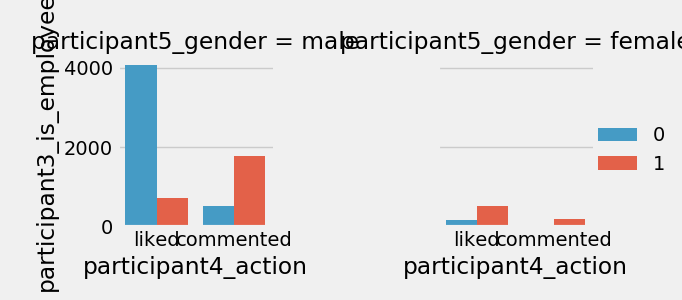 participant5_gender = male
participant5_gender = female
participant3_is_employee
4000
2000
0
liked
commented
liked
commented
participant4_action
participant4_action
0
1